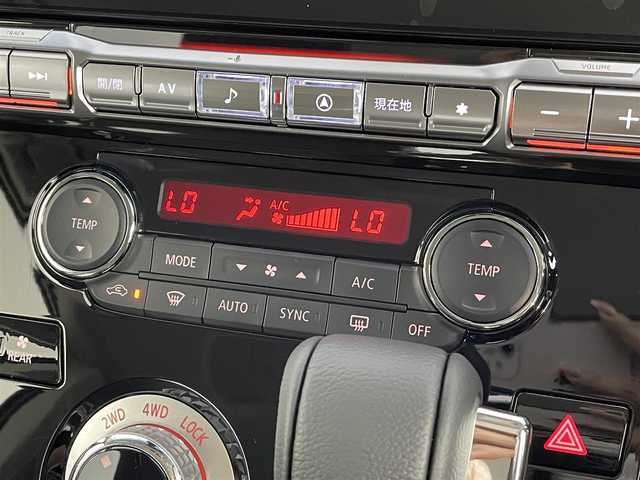 TRACK
VOLUME
開/閉 AV 現在地
LO A/C LO
TEMP
TEMP
MODE A/C
AUTO SYNC OFF
REAR
2WD 4WD LOCK